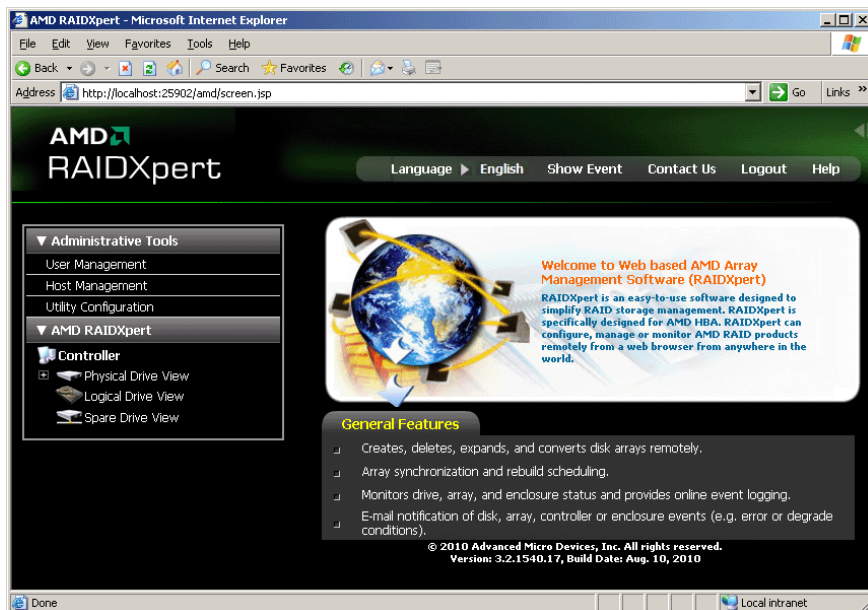 AMD RAIDXpert - Microsoft Internet Explorer
File Edit View Favorites Tools Help
Back Search Favorites
Address http://localhost:25902/amd/screen.jsp Go Links »
AMD
RAIDXpert
Language English Show Event Contact Us Logout Help
Administrative Tools
User Management
Host Management
Utility Configuration
AMD RAIDXpert
Controller
Physical Drive View
Logical Drive View
Spare Drive View
Welcome to Web based AMD Array
Management Software (RAIDXpert)
RAIDXpert is an easy-to-use software designed to
simplify RAID storage management. RAIDXpert is
specifically designed for AMD HBA. RAIDXpert can
configure, manage or monitor AMD RAID products
remotely from a web browser from anywhere in the
world.
General Features
Creates, deletes, expands, and converts disk arrays remotely.
Array synchronization and rebuild scheduling.
Monitors drive, array, and enclosure status and provides online event logging.
E-mail notification of disk, array, controller or enclosure events (e.g. error or degrade
conditions).
© 2010 Advanced Micro Devices, Inc. All rights reserved.
Version: 3.2.1540.17, Build Date: Aug. 10, 2010
Done Local intranet